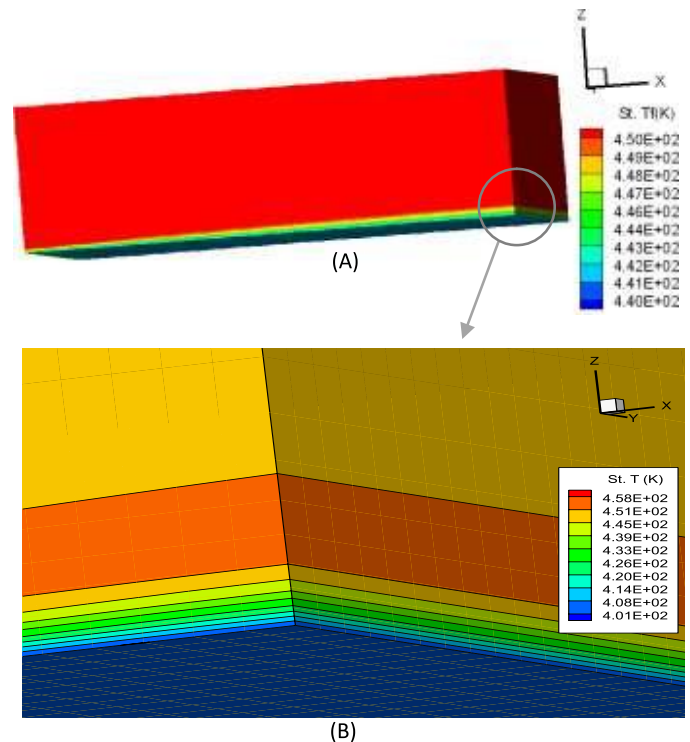 Z
X
St. Tf(K)
4.50E+02
4.49E+02
4.48E+02
4.47E+02
4.46E+02
4.44E+02
4.43E+02
4.42E+02
4.41E+02
4.40E+02
(A)
Z
X
Y
St. T (K)
4.58E+02
4.51E+02
4.45E+02
4.39E+02
4.33E+02
4.26E+02
4.20E+02
4.14E+02
4.08E+02
4.01E+02
(B)